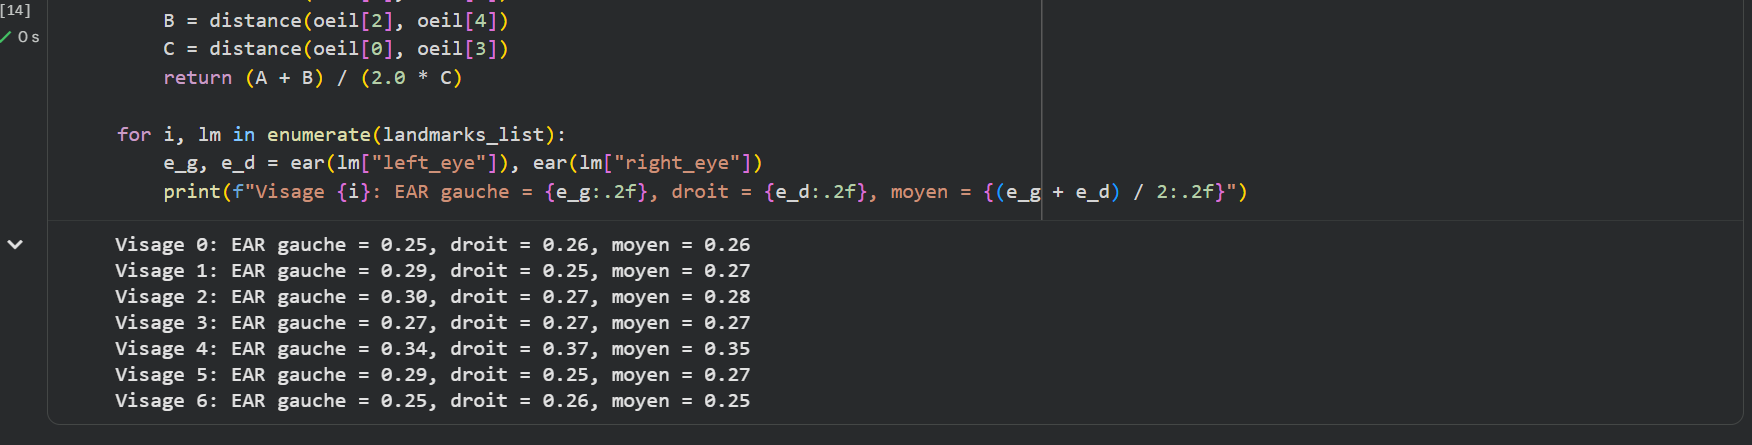 [14]
0 s
B = distance(oeil[2], oeil[4])
C = distance(oeil[0], oeil[3])
return (A + B) / (2.0 * C)
for i, lm in enumerate(landmarks_list):
e_g, e_d = ear(lm["left_eye"]), ear(lm["right_eye"])
print(f"Visage {i}: EAR gauche = {e_g:.2f}, droit = {e_d:.2f}, moyen = {(e_g + e_d) / 2:.2f}")
Visage 0: EAR gauche = 0.25, droit = 0.26, moyen = 0.26
Visage 1: EAR gauche = 0.29, droit = 0.25, moyen = 0.27
Visage 2: EAR gauche = 0.30, droit = 0.27, moyen = 0.28
Visage 3: EAR gauche = 0.27, droit = 0.27, moyen = 0.27
Visage 4: EAR gauche = 0.34, droit = 0.37, moyen = 0.35
Visage 5: EAR gauche = 0.29, droit = 0.25, moyen = 0.27
Visage 6: EAR gauche = 0.25, droit = 0.26, moyen = 0.25